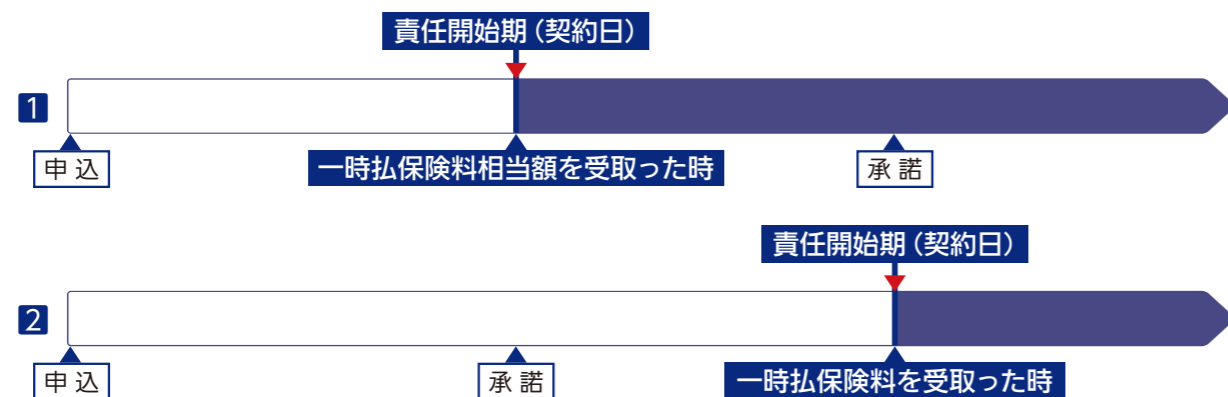 責任開始期（契約日）
1
申込
一時払保険料相当額を受取った時
承諾
責任開始期（契約日）
2
申込
承諾
一時払保険料を受取った時